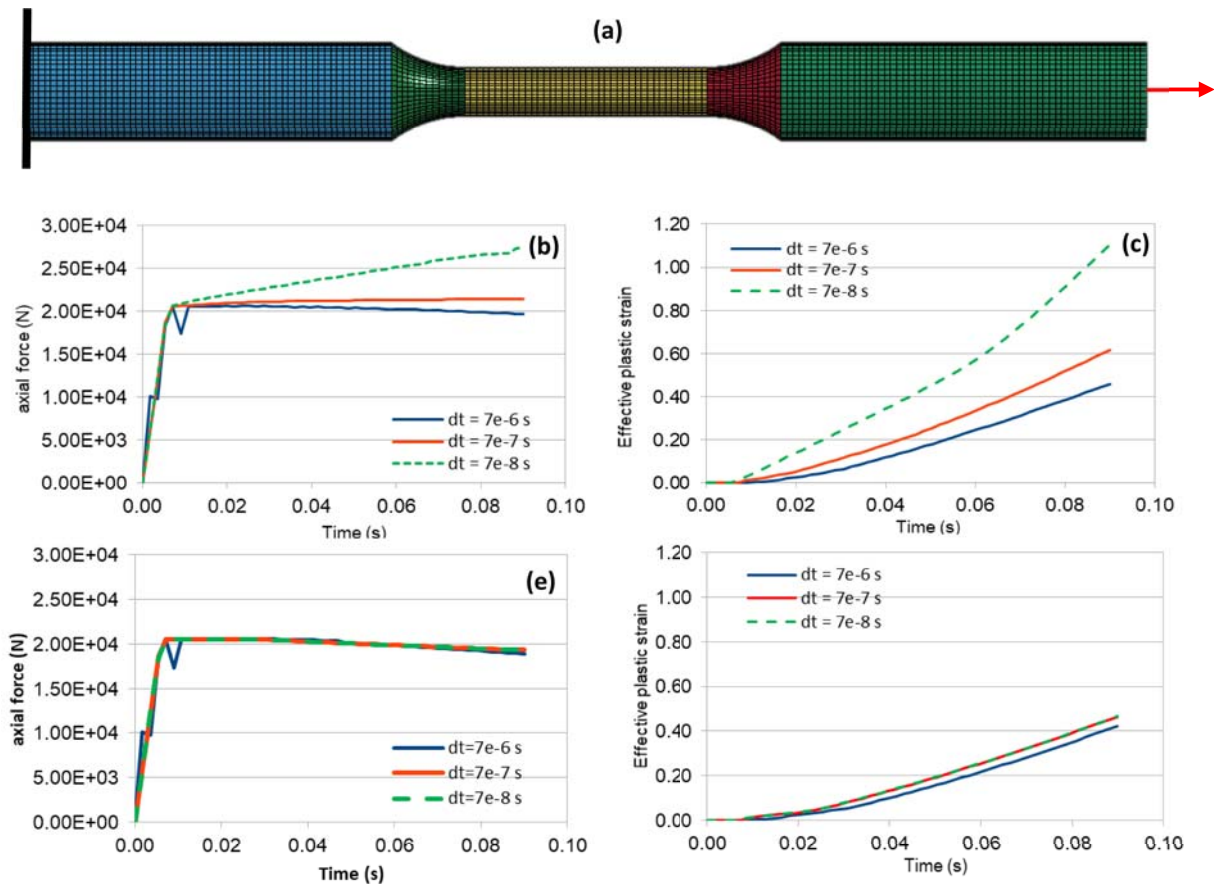 (a)
3.00E+04
2.50E+04
2.00E+04
1.50E+04
1.00E+04
5.00E+03
0.00E+00
axial force (N)
(b)
dt = 7e-6 s
dt = 7e-7 s
dt = 7e-8 s
0.00 0.02 0.04 0.06 0.08 0.10
Time (s)
1.20
1.00
0.80
0.60
0.40
0.20
0.00
Effective plastic strain
(c)
dt = 7e-6 s
dt = 7e-7 s
dt = 7e-8 s
0.00 0.02 0.04 0.06 0.08 0.10
Time (s)
3.00E+04
2.50E+04
2.00E+04
1.50E+04
1.00E+04
5.00E+03
0.00E+00
axial force (N)
(e)
dt=7e-6 s
dt=7e-7 s
dt=7e-8 s
0.00 0.02 0.04 0.06 0.08 0.10
Time (s)
1.20
1.00
0.80
0.60
0.40
0.20
0.00
Effective plastic strain
dt = 7e-6 s
dt = 7e-7 s
dt = 7e-8 s
0.00 0.02 0.04 0.06 0.08 0.10
Time (s)